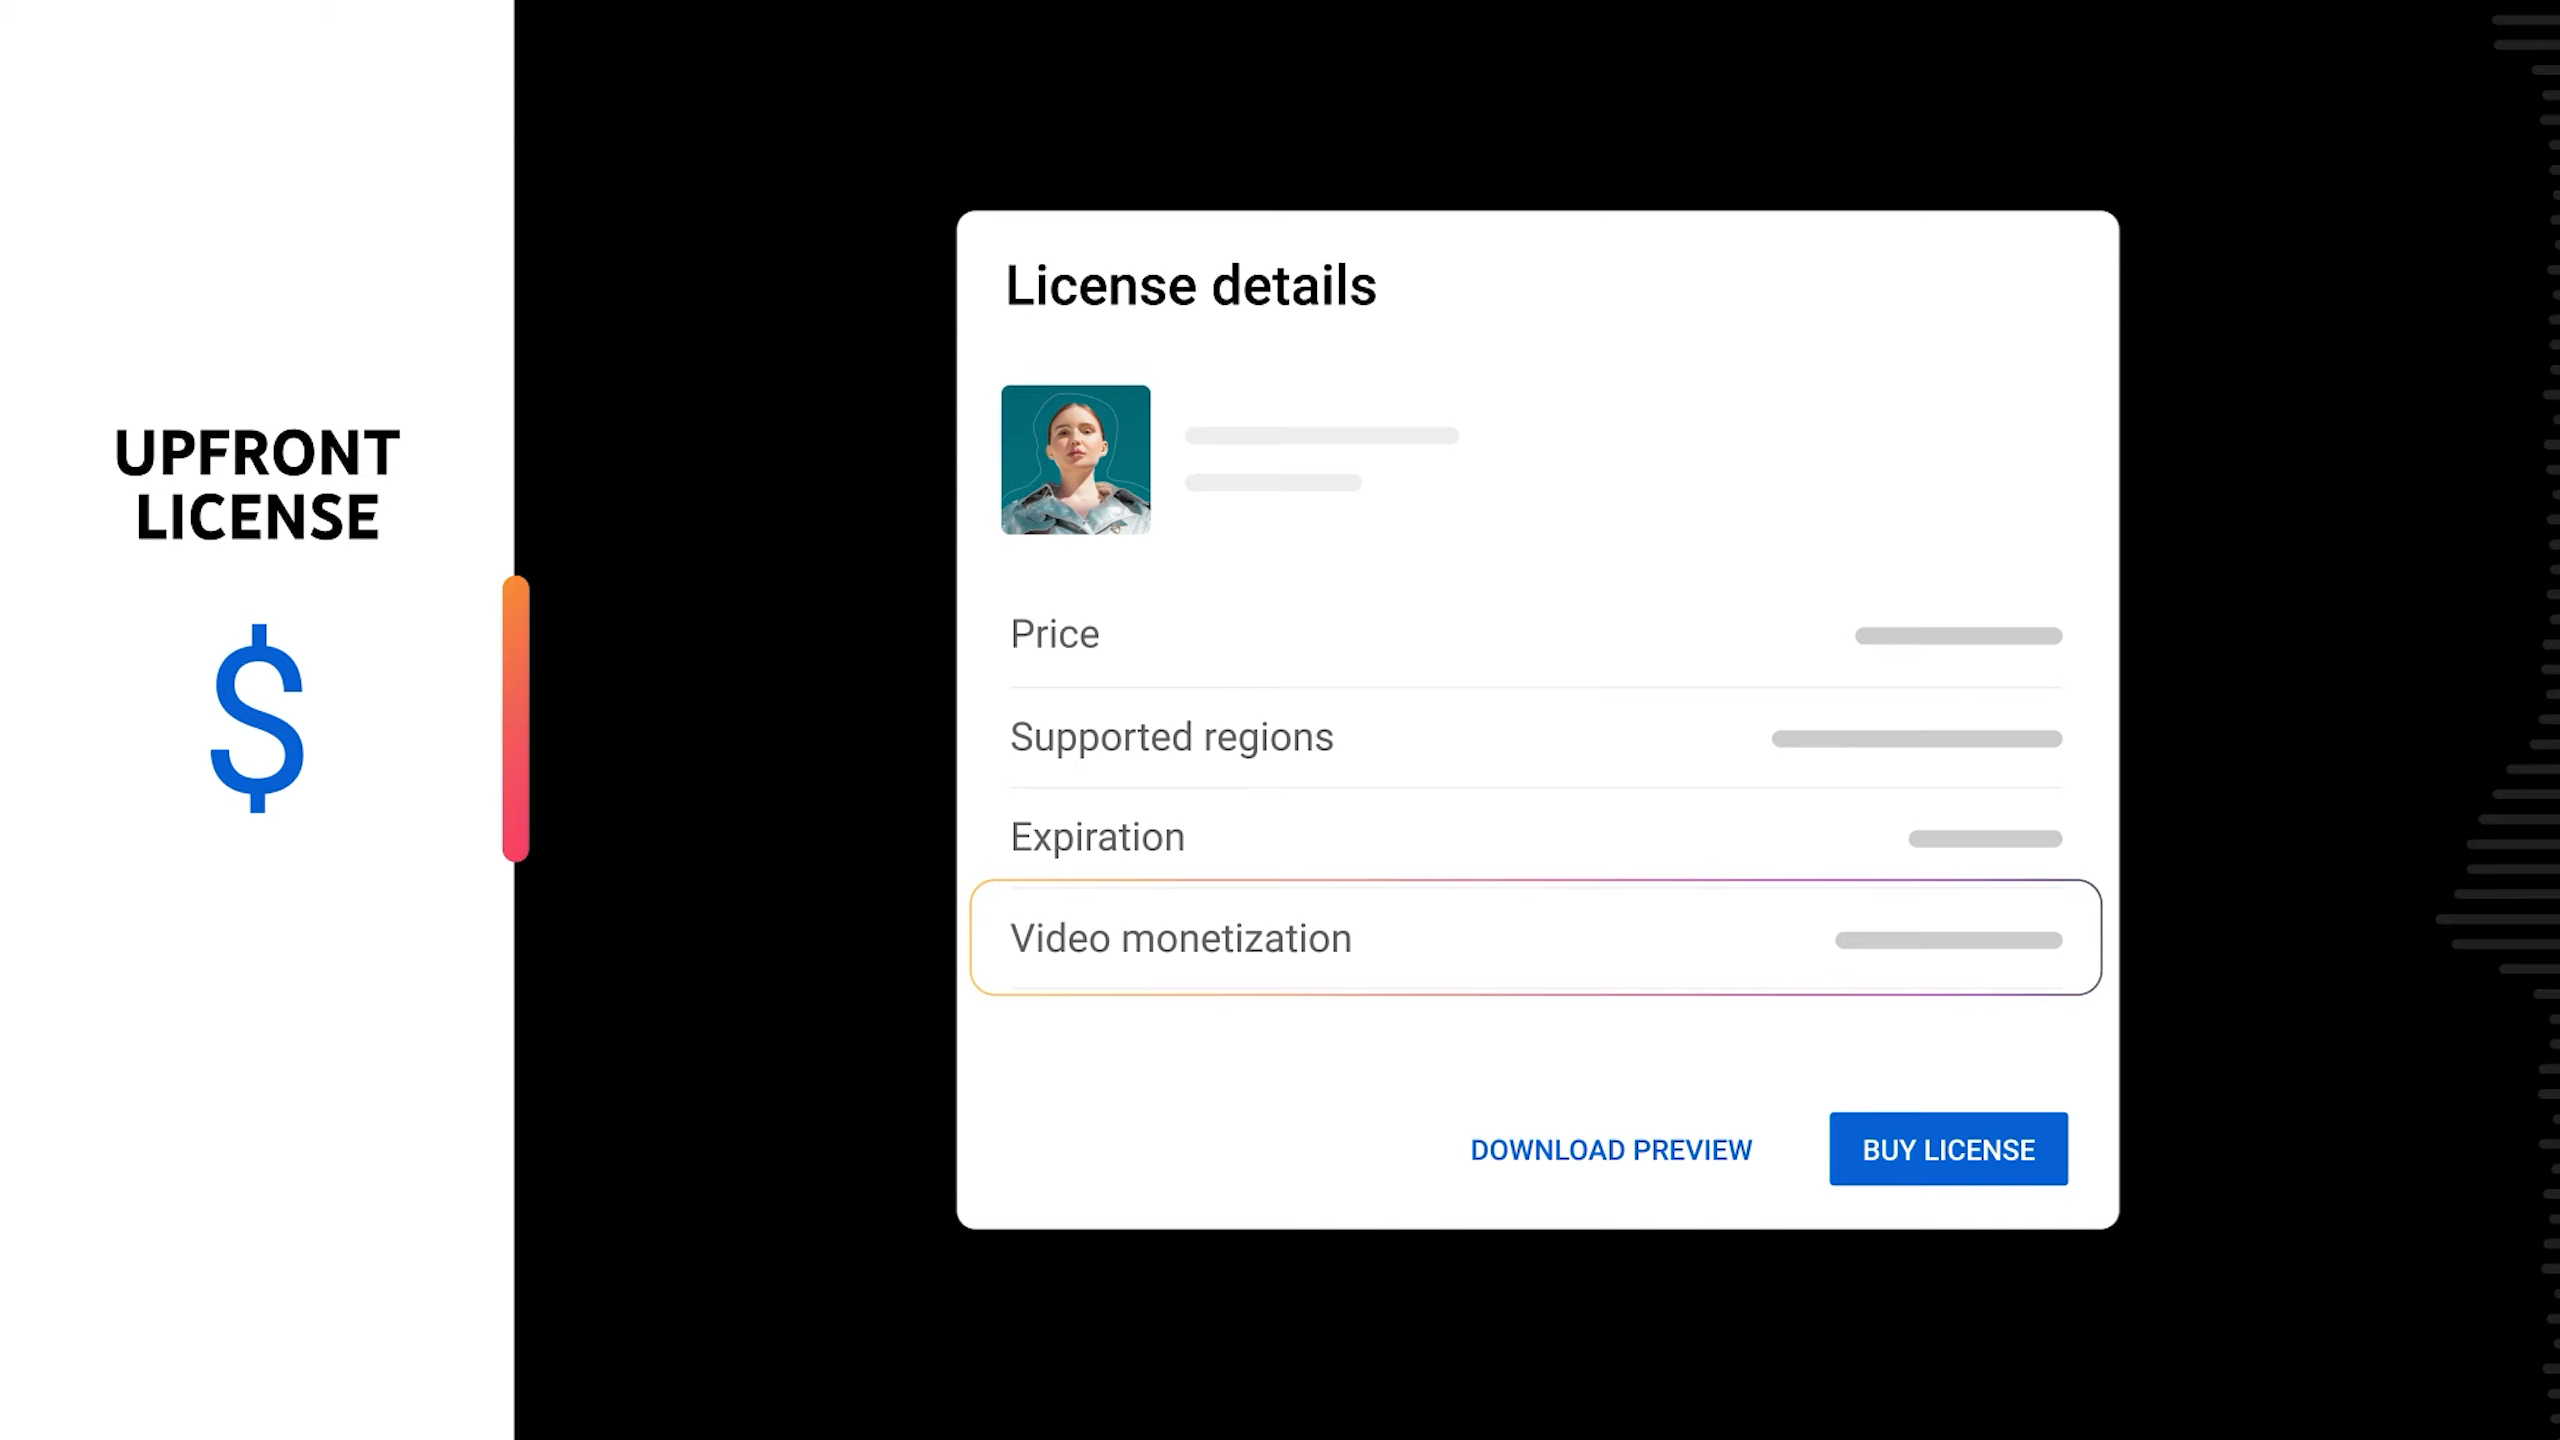 UPFRONT
LICENSE
$
License details
Price
Supported regions
Expiration
Video monetization
DOWNLOAD PREVIEW
BUY LICENSE